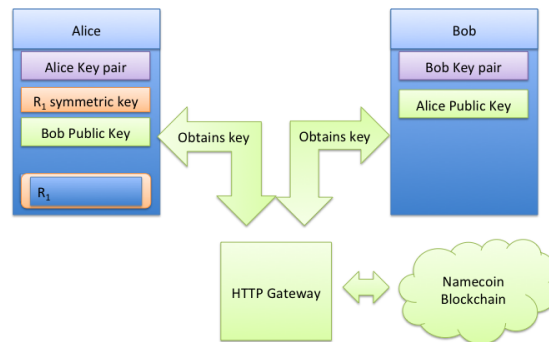 Alice
Alice Key pair
R₁ symmetric key
Bob Public Key
R₁
Obtains key
Obtains key
Bob
Bob Key pair
Alice Public Key
HTTP Gateway
Namecoin
Blockchain